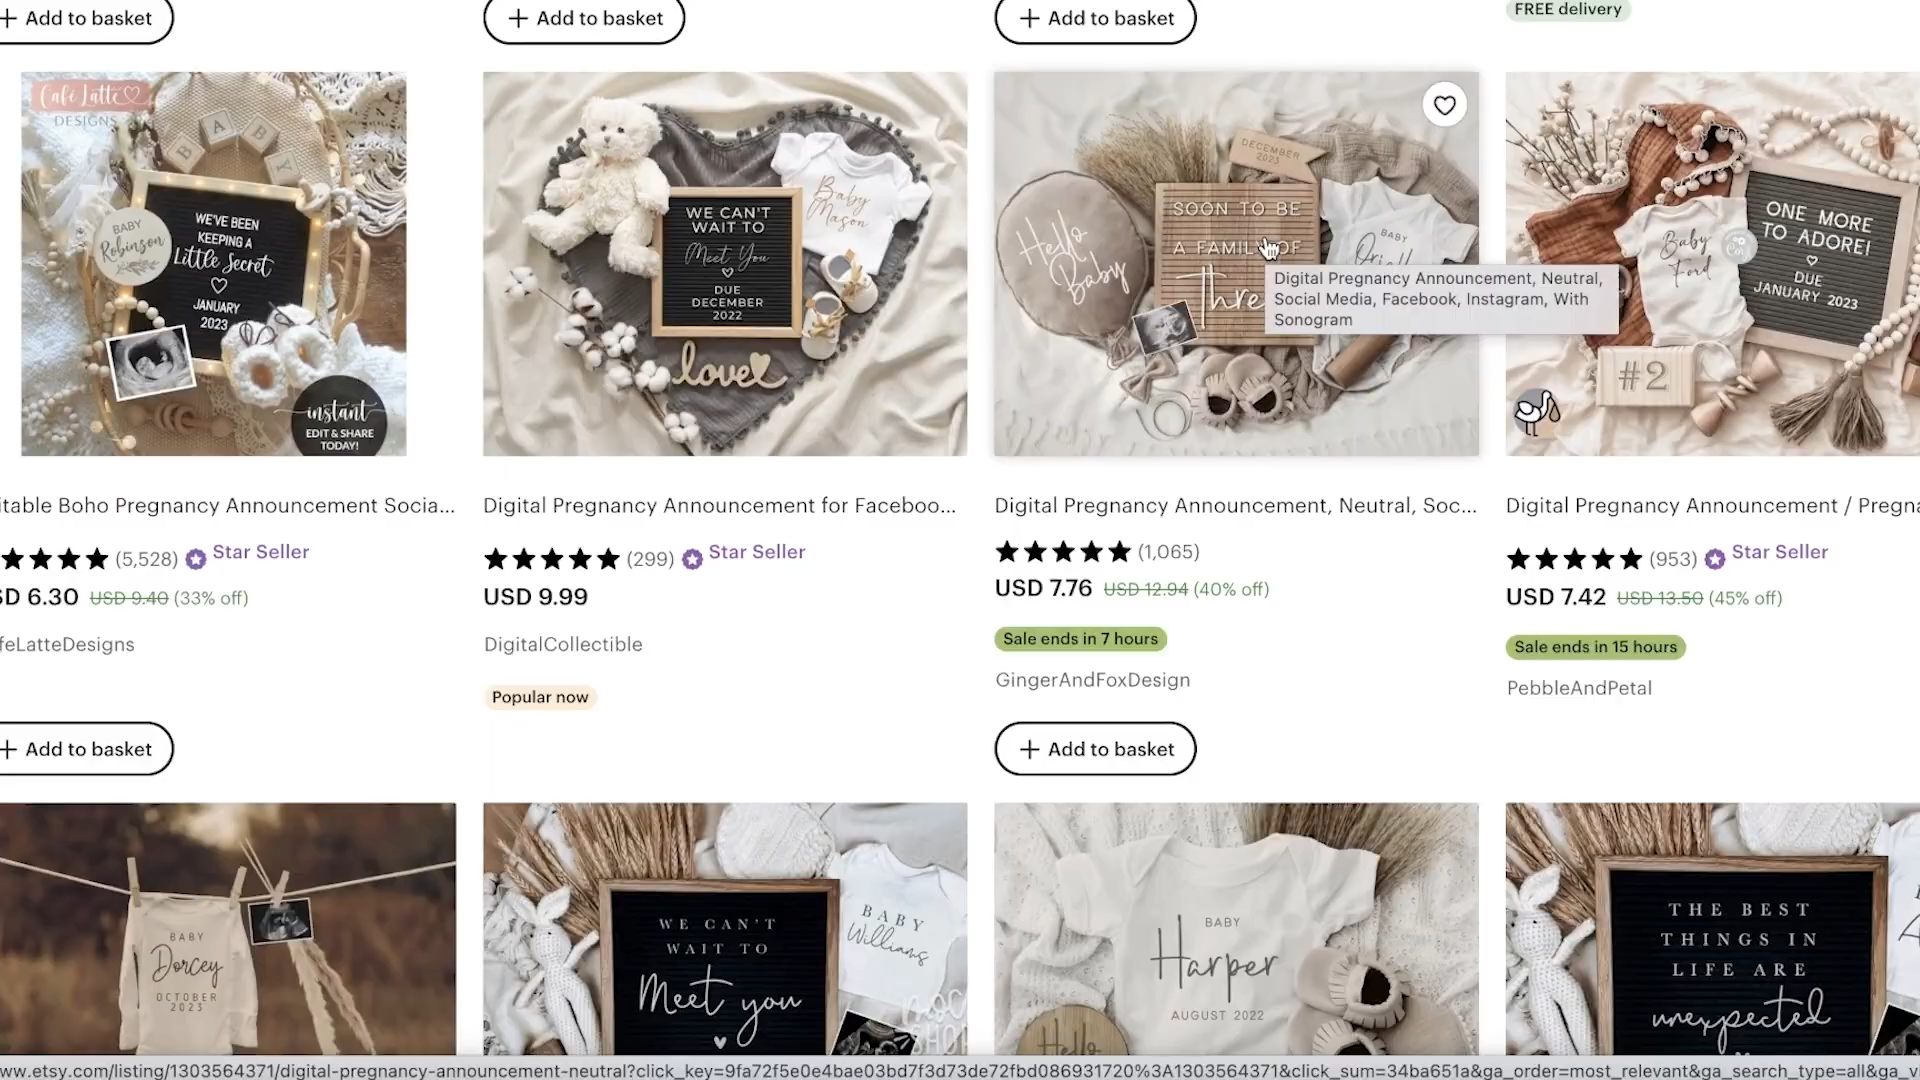 + Add to basket
+ Add to basket
+ Add to basket
FREE delivery
Café Latte
DESIGNS
B A B Y
BABY
Robinson
WE'VE BEEN
KEEPING A
Little Secret
JANUARY
2023
instant
EDIT & SHARE
TODAY!
WE CAN'T
WAIT TO
Meet You
DUE
DECEMBER
2022
Baby
Mason
love
Hello
Baby
DECEMBER
2023
SOON TO BE
A FAMILY OF
Thre
BABY
Digital Pregnancy Announcement, Neutral,
Social Media, Facebook, Instagram, With
Sonogram
Baby
Ford
ONE MORE
TO ADORE!
DUE
JANUARY 2023
#2
itable Boho Pregnancy Announcement Socia...
Digital Pregnancy Announcement for Faceboo...
Digital Pregnancy Announcement, Neutral, Soc...
Digital Pregnancy Announcement / Pregna
(5,528) Star Seller
(299) Star Seller
(1,065)
(953) Star Seller
SD 6.30 USD 9.40 (33% off)
USD 9.99
USD 7.76 USD 12.94 (40% off)
USD 7.42 USD 13.50 (45% off)
Sale ends in 7 hours
Sale ends in 15 hours
feLatteDesigns
DigitalCollectible
GingerAndFoxDesign
PebbleAndPetal
Popular now
+ Add to basket
+ Add to basket
BABY
Dorcey
OCTOBER
2023
WE CAN'T
WAIT TO
Meet you
BABY
Williams
BABY
Harper
AUGUST 2022
Hello
THE BEST
THINGS IN
LIFE ARE
unexpected
ww.etsy.com/listing/1303564371/digital-pregnancy-announcement-neutral?click_key=9fa72f5e0e4bae03bd7f3d73de72fbd086931720%3A1303564371&click_sum=34ba651a&ga_order=most_relevant&ga_search_type=all&ga_v